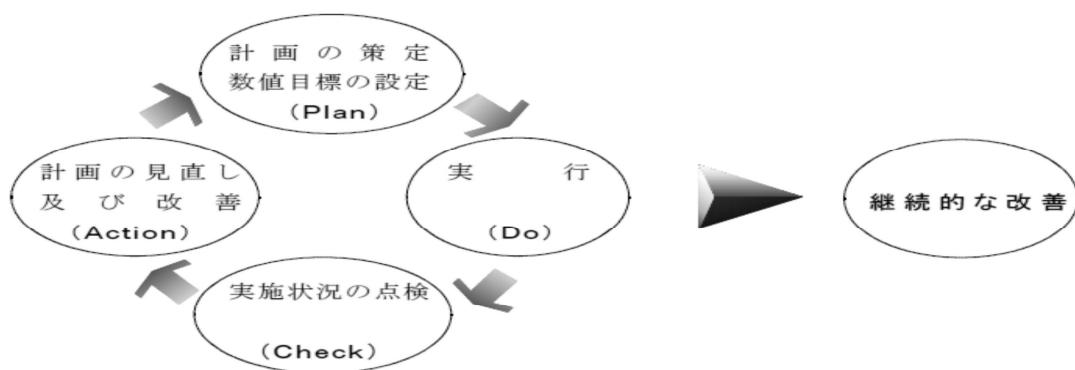 計画の策定
数値目標の設定
(Plan)
実行
(Do)
実施状況の点検
(Check)
計画の見直し
及び改善
(Action)
継続的な改善